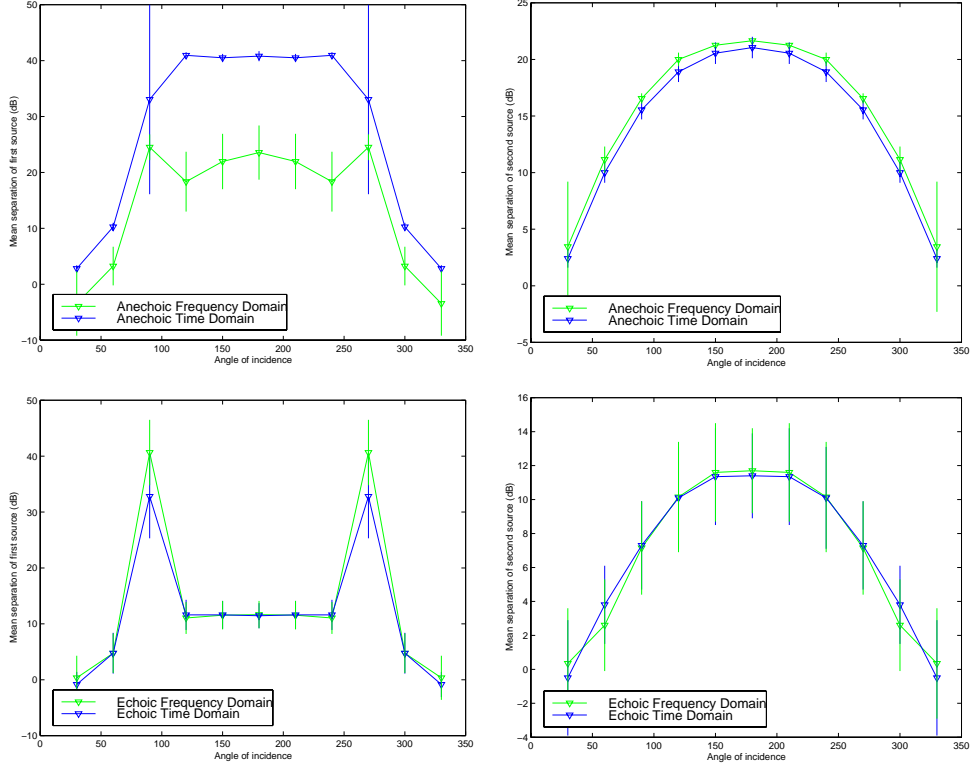 50
40
30
20
10
0
−10
Mean separation of first source (dB)
Anechoic Frequency Domain
Anechoic Time Domain
0 50 100 150 200 250 300 350
Angle of incidence
25
20
15
10
5
0
−5
Mean separation of second source (dB)
Anechoic Frequency Domain
Anechoic Time Domain
0 50 100 150 200 250 300 350
Angle of incidence
50
40
30
20
10
0
−10
Mean separation of first source (dB)
Echoic Frequency Domain
Echoic Time Domain
0 50 100 150 200 250 300 350
Angle of incidence
16
14
12
10
8
6
4
2
0
−2
−4
Mean separation of second source (dB)
Echoic Frequency Domain
Echoic Time Domain
0 50 100 150 200 250 300 350
Angle of incidence